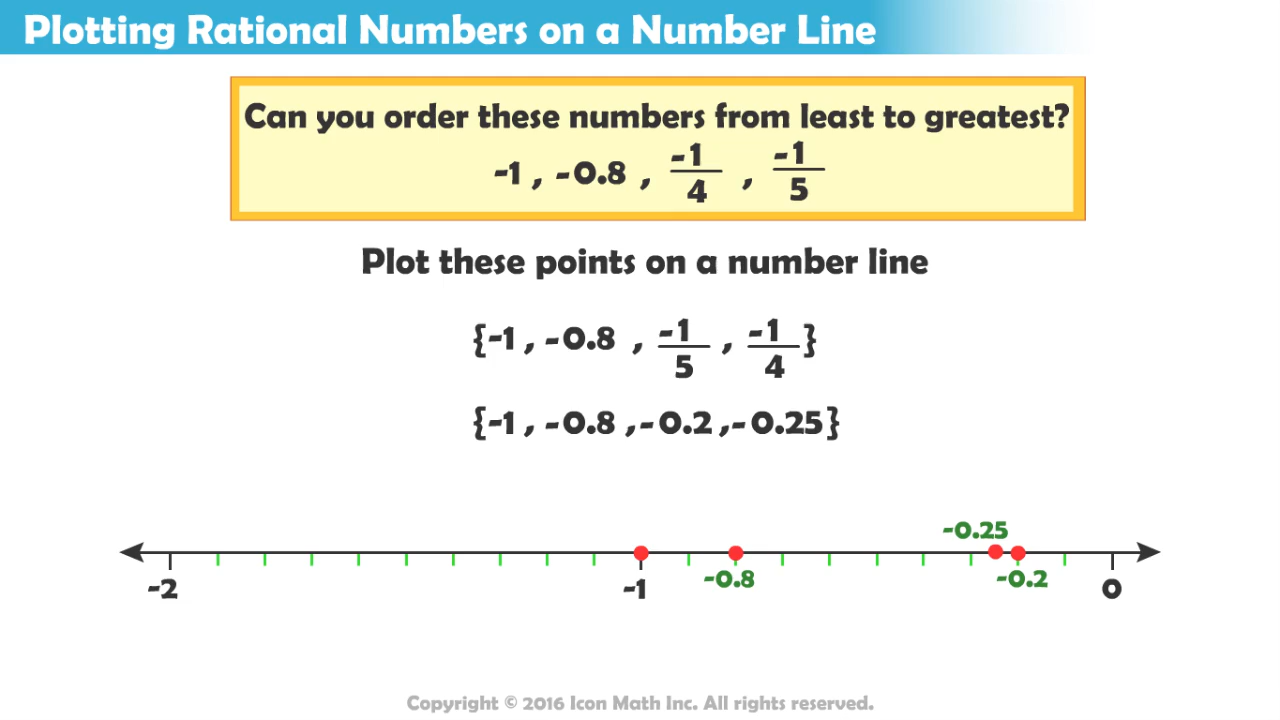 Plotting Rational Numbers on a Number Line
Can you order these numbers from least to greatest?
-1 , -0.8 , -1/4 , -1/5
Plot these points on a number line
{-1 , -0.8 , -1/5 , -1/4}
{-1 , -0.8 ,-0.2 ,-0.25}
-0.25
-2 -1 -0.8 -0.2 0
Copyright © 2016 Icon Math Inc. All rights reserved.